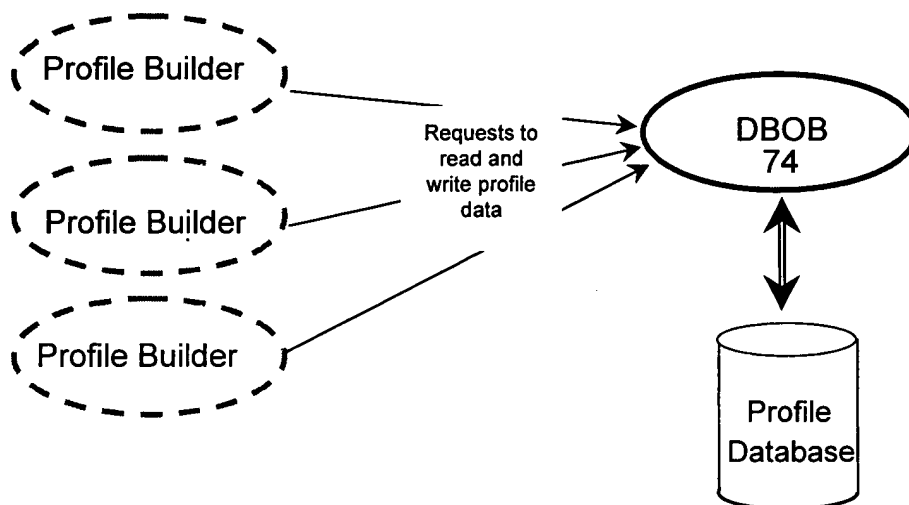 Profile Builder
Requests to
read and
write profile
data
DBOB
74
Profile Builder
Profile Builder
Profile
Database